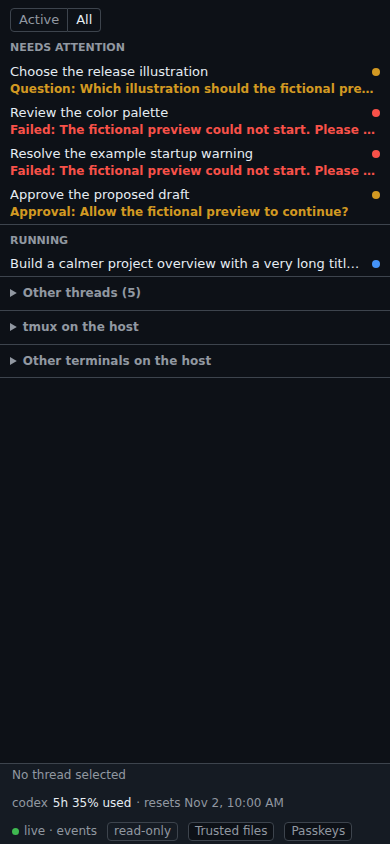 Active All
NEEDS ATTENTION
Choose the release illustration
Question: Which illustration should the fictional pre…
Review the color palette
Failed: The fictional preview could not start. Please …
Resolve the example startup warning
Failed: The fictional preview could not start. Please …
Approve the proposed draft
Approval: Allow the fictional preview to continue?
RUNNING
Build a calmer project overview with a very long titl…
Other threads (5)
tmux on the host
Other terminals on the host
No thread selected
codex 5h 35% used · resets Nov 2, 10:00 AM
live · events read-only Trusted files Passkeys